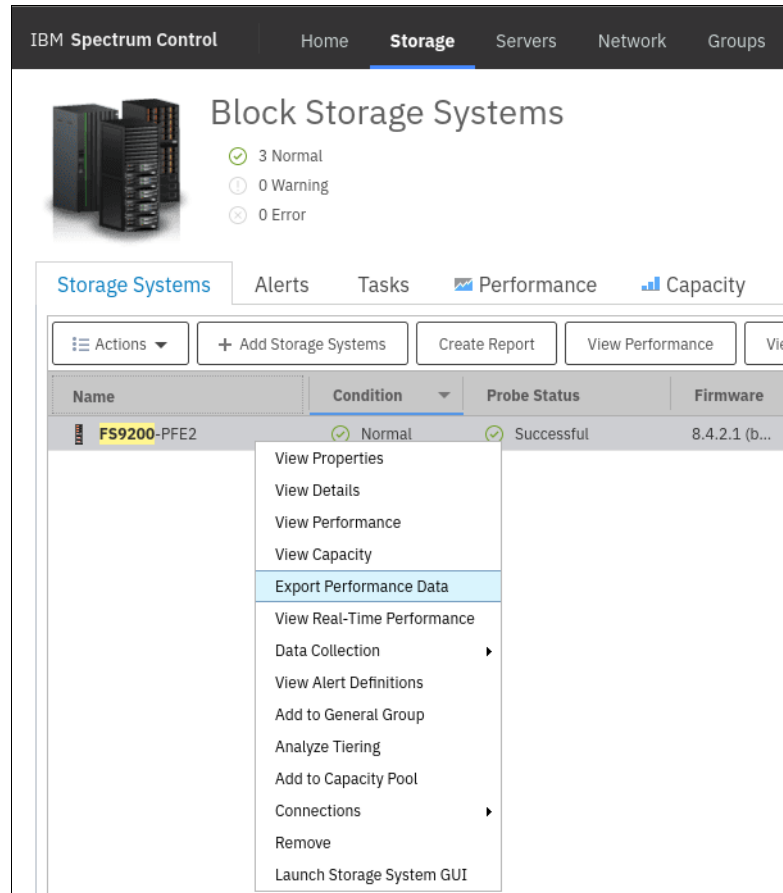 IBM Spectrum Control Home Storage Servers Network Groups
Block Storage Systems
3 Normal
0 Warning
0 Error
Storage Systems Alerts Tasks Performance Capacity
Actions + Add Storage Systems Create Report View Performance Vie
Name Condition Probe Status Firmware
FS9200-PFE2 Normal Successful 8.4.2.1 (b...
View Properties
View Details
View Performance
View Capacity
Export Performance Data
View Real-Time Performance
Data Collection
View Alert Definitions
Add to General Group
Analyze Tiering
Add to Capacity Pool
Connections
Remove
Launch Storage System GUI